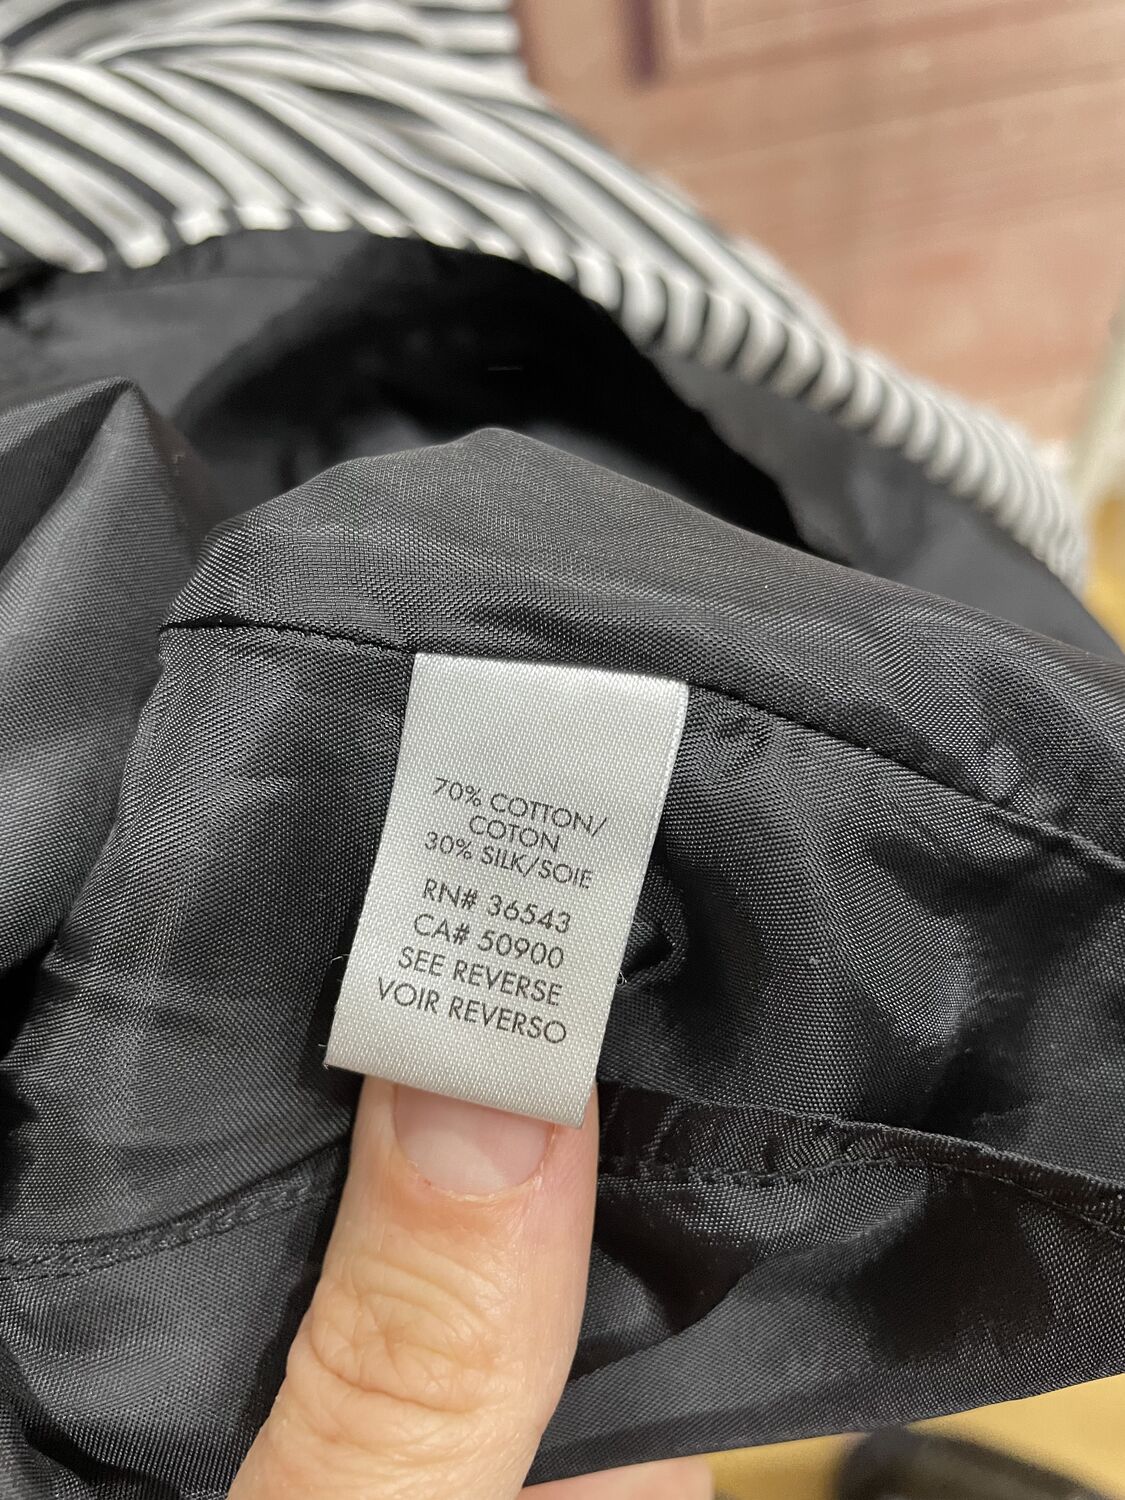 70% COTTON/
COTON
30% SILK/SOIE
RN# 36543
CA# 50900
SEE REVERSE
VOIR REVERSO